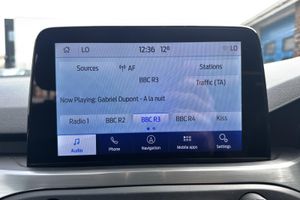 LO 12:36 12° LO
Sources AF Stations
BBC R3 Traffic (TA)
Now Playing: Gabriel Dupont - A la nuit
Radio 1 BBC R2 BBC R3 BBC R4 Kiss
Audio Phone Navigation Mobile apps Settings